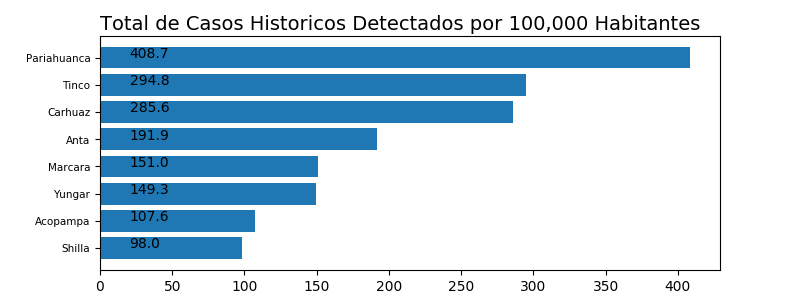 Total de Casos Historicos Detectados por 100,000 Habitantes
Pariahuanca 408.7
Tinco 294.8
Carhuaz 285.6
Anta 191.9
Marcara 151.0
Yungar 149.3
Acopampa 107.6
Shilla 98.0
0 50 100 150 200 250 300 350 400